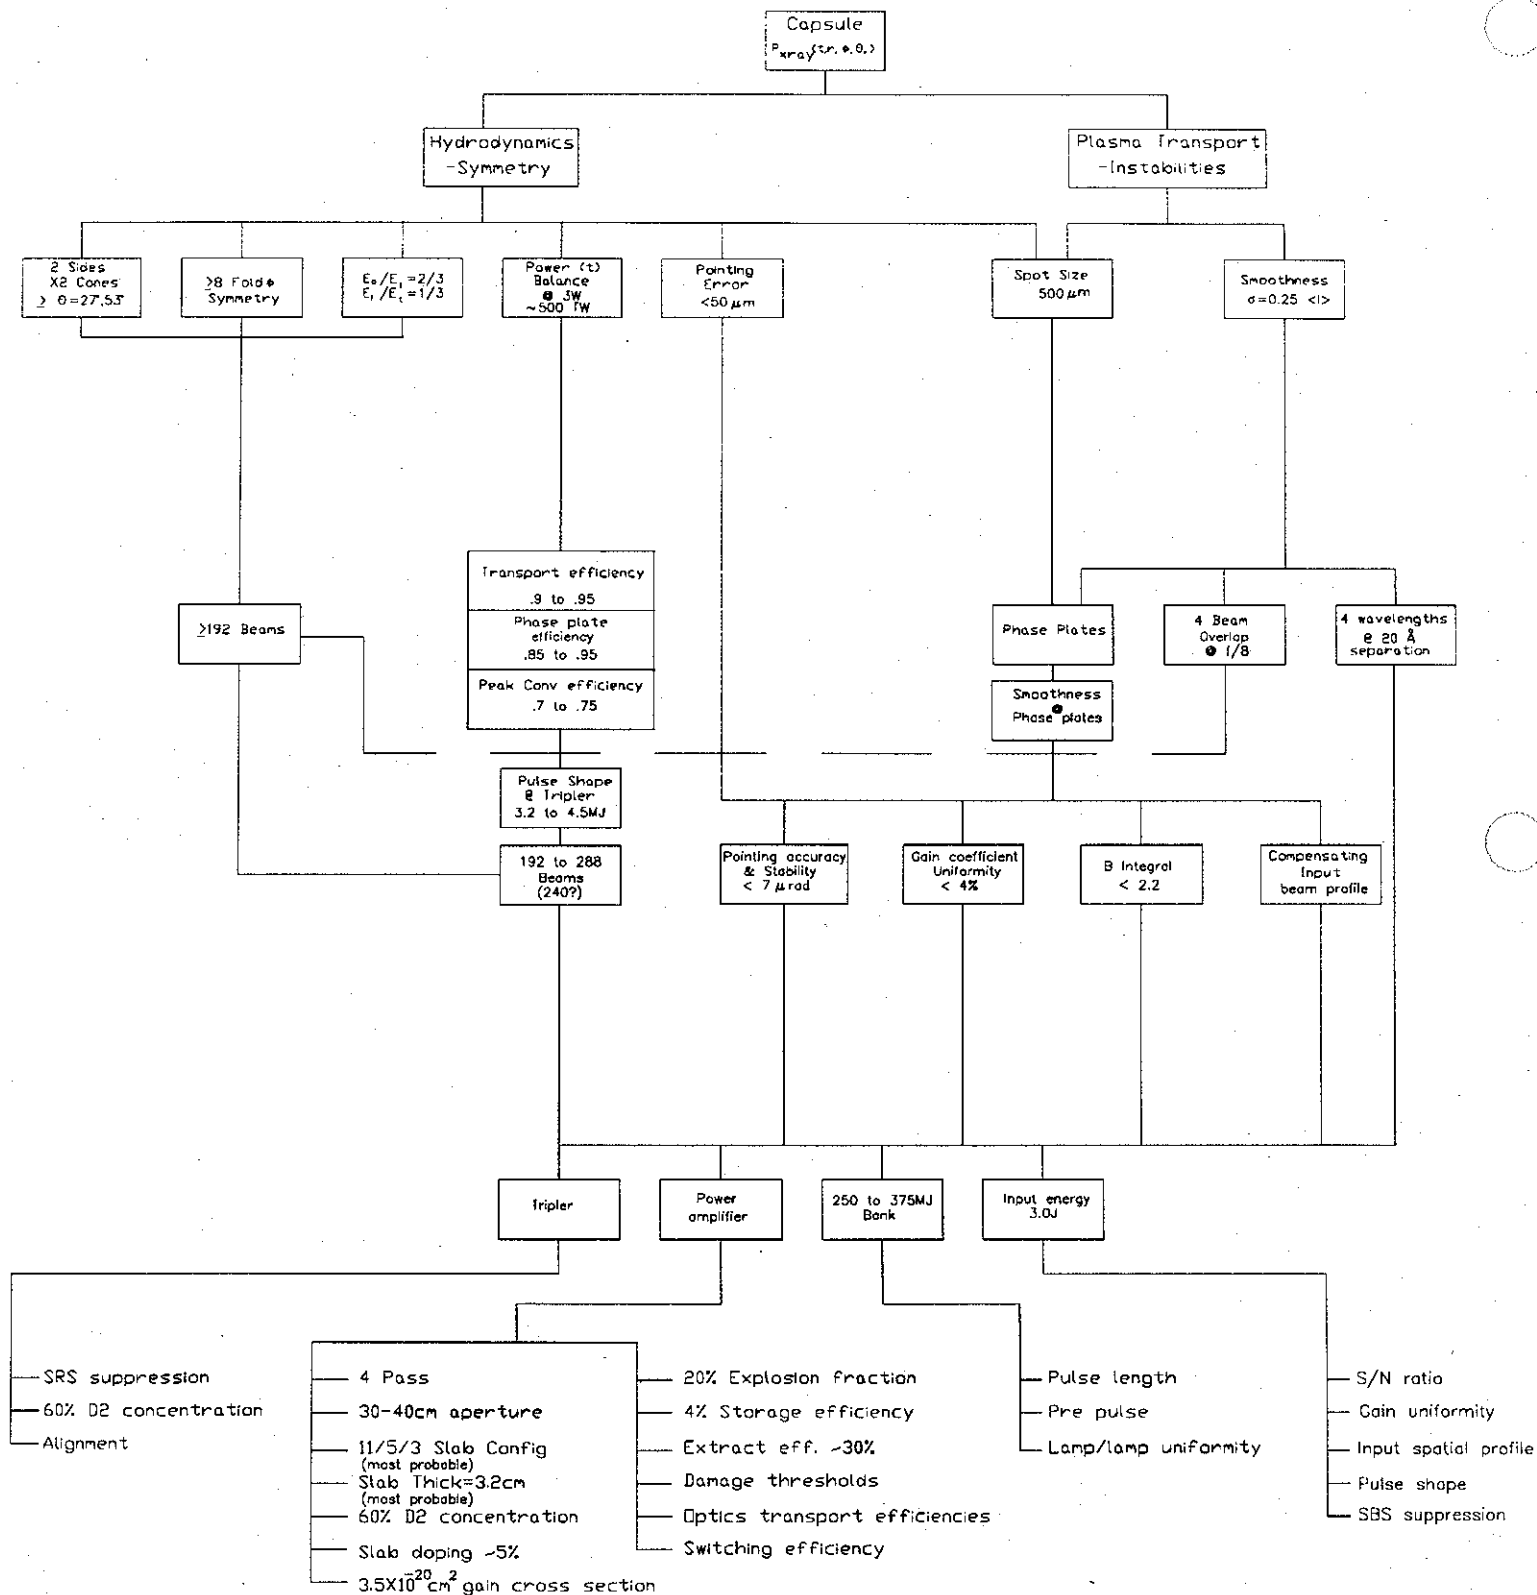 Capsule
P xray (t,r, φ, θ,)
Hydrodynamics
-Symmetry
Plasma Transport
-Instabilities
2 Sides
X2 Cones
> θ=27°,53°
≥8 Fold φ
Symmetry
E₀/E₁=2/3
E₁/Eₜ=1/3
Power (t)
Balance
@ 3W
~500 TW
Pointing
Error
<50 μm
Spot Size
500 μm
Smoothness
σ=0.25 <I>
Transport efficiency
.9 to .95
Phase plate
efficiency
.85 to .95
Peak Conv efficiency
.7 to .75
≥192 Beams
Phase Plates
4 Beam
Overlap
@ f/8
4 wavelengths
@ 20 Å
separation
Smoothness
@
Phase plates
Pulse Shape
@ Tripler
3.2 to 4.5MJ
192 to 288
Beams
(240?)
Pointing accuracy
& Stability
< 7 μ rad
Gain coefficient
Uniformity
< 4%
B Integral
< 2.2
Compensating
Input
beam profile
Tripler
Power
amplifier
250 to 375MJ
Bank
Input energy
3.0J
SRS suppression
60% D2 concentration
Alignment
4 Pass
30-40cm aperture
11/5/3 Slab Config
(most probable)
Slab Thick=3.2cm
(most probable)
60% D2 concentration
Slab doping ~5%
3.5X10⁻²⁰cm² gain cross section
20% Explosion fraction
4% Storage efficiency
Extract eff. ~30%
Damage thresholds
Optics transport efficiencies
Switching efficiency
Pulse length
Pre pulse
Lamp/lamp uniformity
S/N ratio
Gain uniformity
Input spatial profile
Pulse shape
SBS suppression